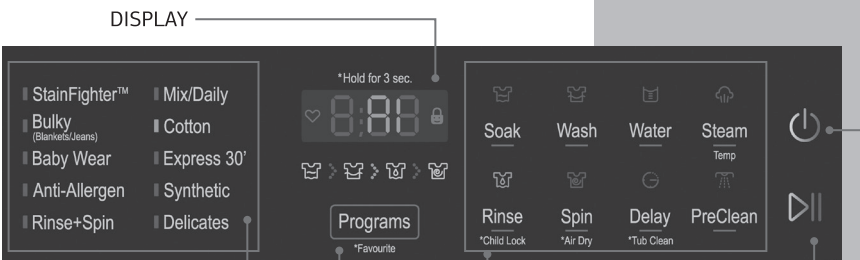 DISPLAY
*Hold for 3 sec.
StainFighter™
Mix/Daily
Bulky
(Blankets/Jeans)
Cotton
Baby Wear
Express 30'
Anti-Allergen
Synthetic
Rinse+Spin
Delicates
AI
Programs
*Favourite
Soak
Wash
Water
Steam
Temp
Rinse
Spin
Delay
PreClean
*Child Lock
*Air Dry
*Tub Clean